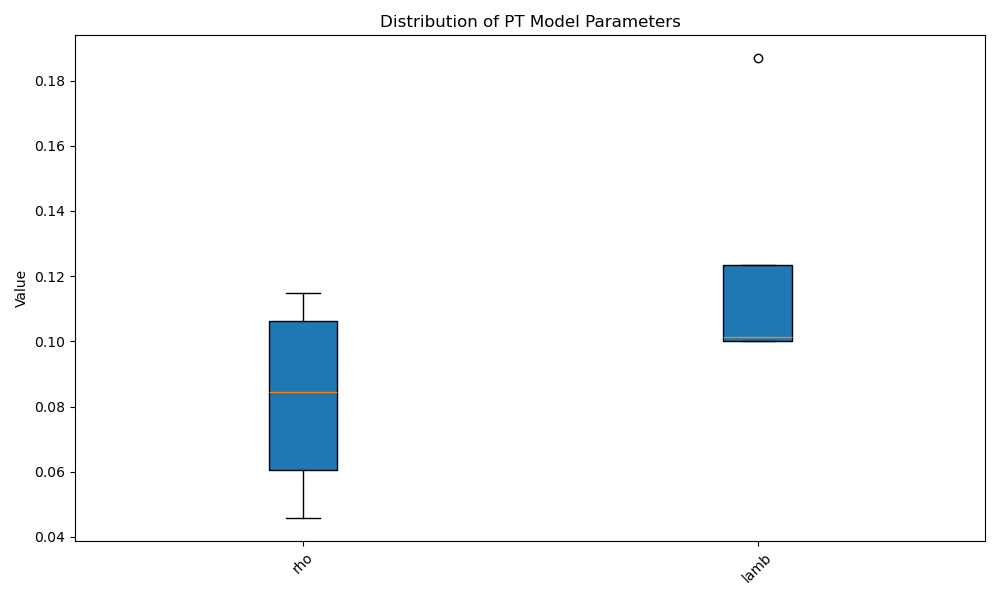 Distribution of PT Model Parameters
Value
0.18
0.16
0.14
0.12
0.10
0.08
0.06
0.04
rho
lamb